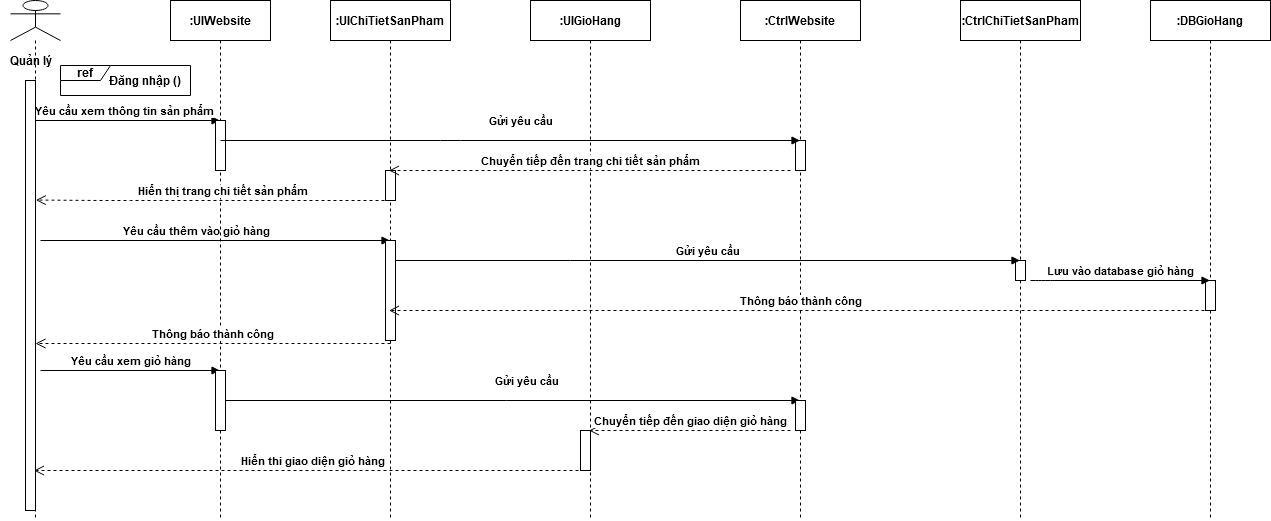 :UIWebsite
:UIChiTietSanPham
:UIGioHang
:CtrlWebsite
:CtrlChiTietSanPham
:DBGioHang
Quản lý
ref
Đăng nhập ()
Yêu cầu xem thông tin sản phẩm
Gửi yêu cầu
Chuyển tiếp đến trang chi tiết sản phẩm
Hiển thị trang chi tiết sản phẩm
Yêu cầu thêm vào giỏ hàng
Gửi yêu cầu
Lưu vào database giỏ hàng
Thông báo thành công
Thông báo thành công
Yêu cầu xem giỏ hàng
Gửi yêu cầu
Chuyển tiếp đến giao diện giỏ hàng
Hiển thi giao diện giỏ hàng